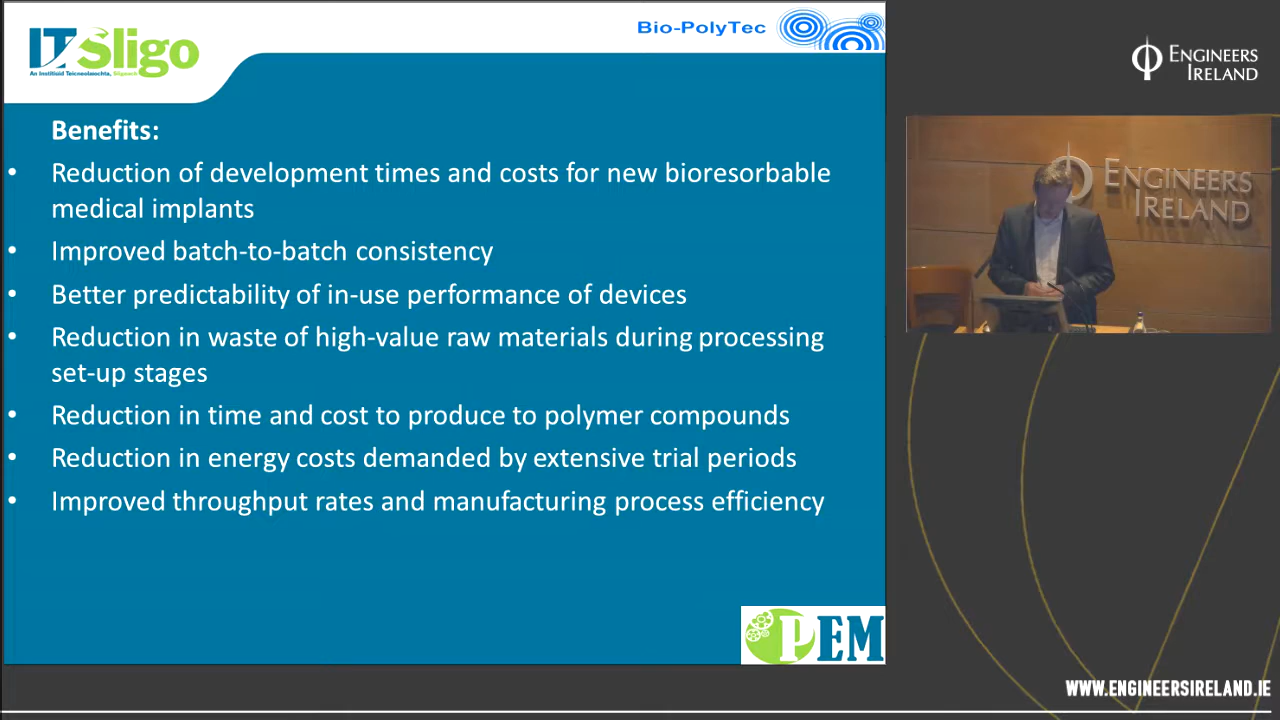 IT Sligo
An Institiúid Teicneolaíochta, Sligeach
Bio-PolyTec
ENGINEERS
IRELAND
Benefits:
• Reduction of development times and costs for new bioresorbable
medical implants
• Improved batch-to-batch consistency
• Better predictability of in-use performance of devices
• Reduction in waste of high-value raw materials during processing
set-up stages
• Reduction in time and cost to produce to polymer compounds
• Reduction in energy costs demanded by extensive trial periods
• Improved throughput rates and manufacturing process efficiency
PEM
ENGINEERS
IRELAND
WWW.ENGINEERSIRELAND.IE